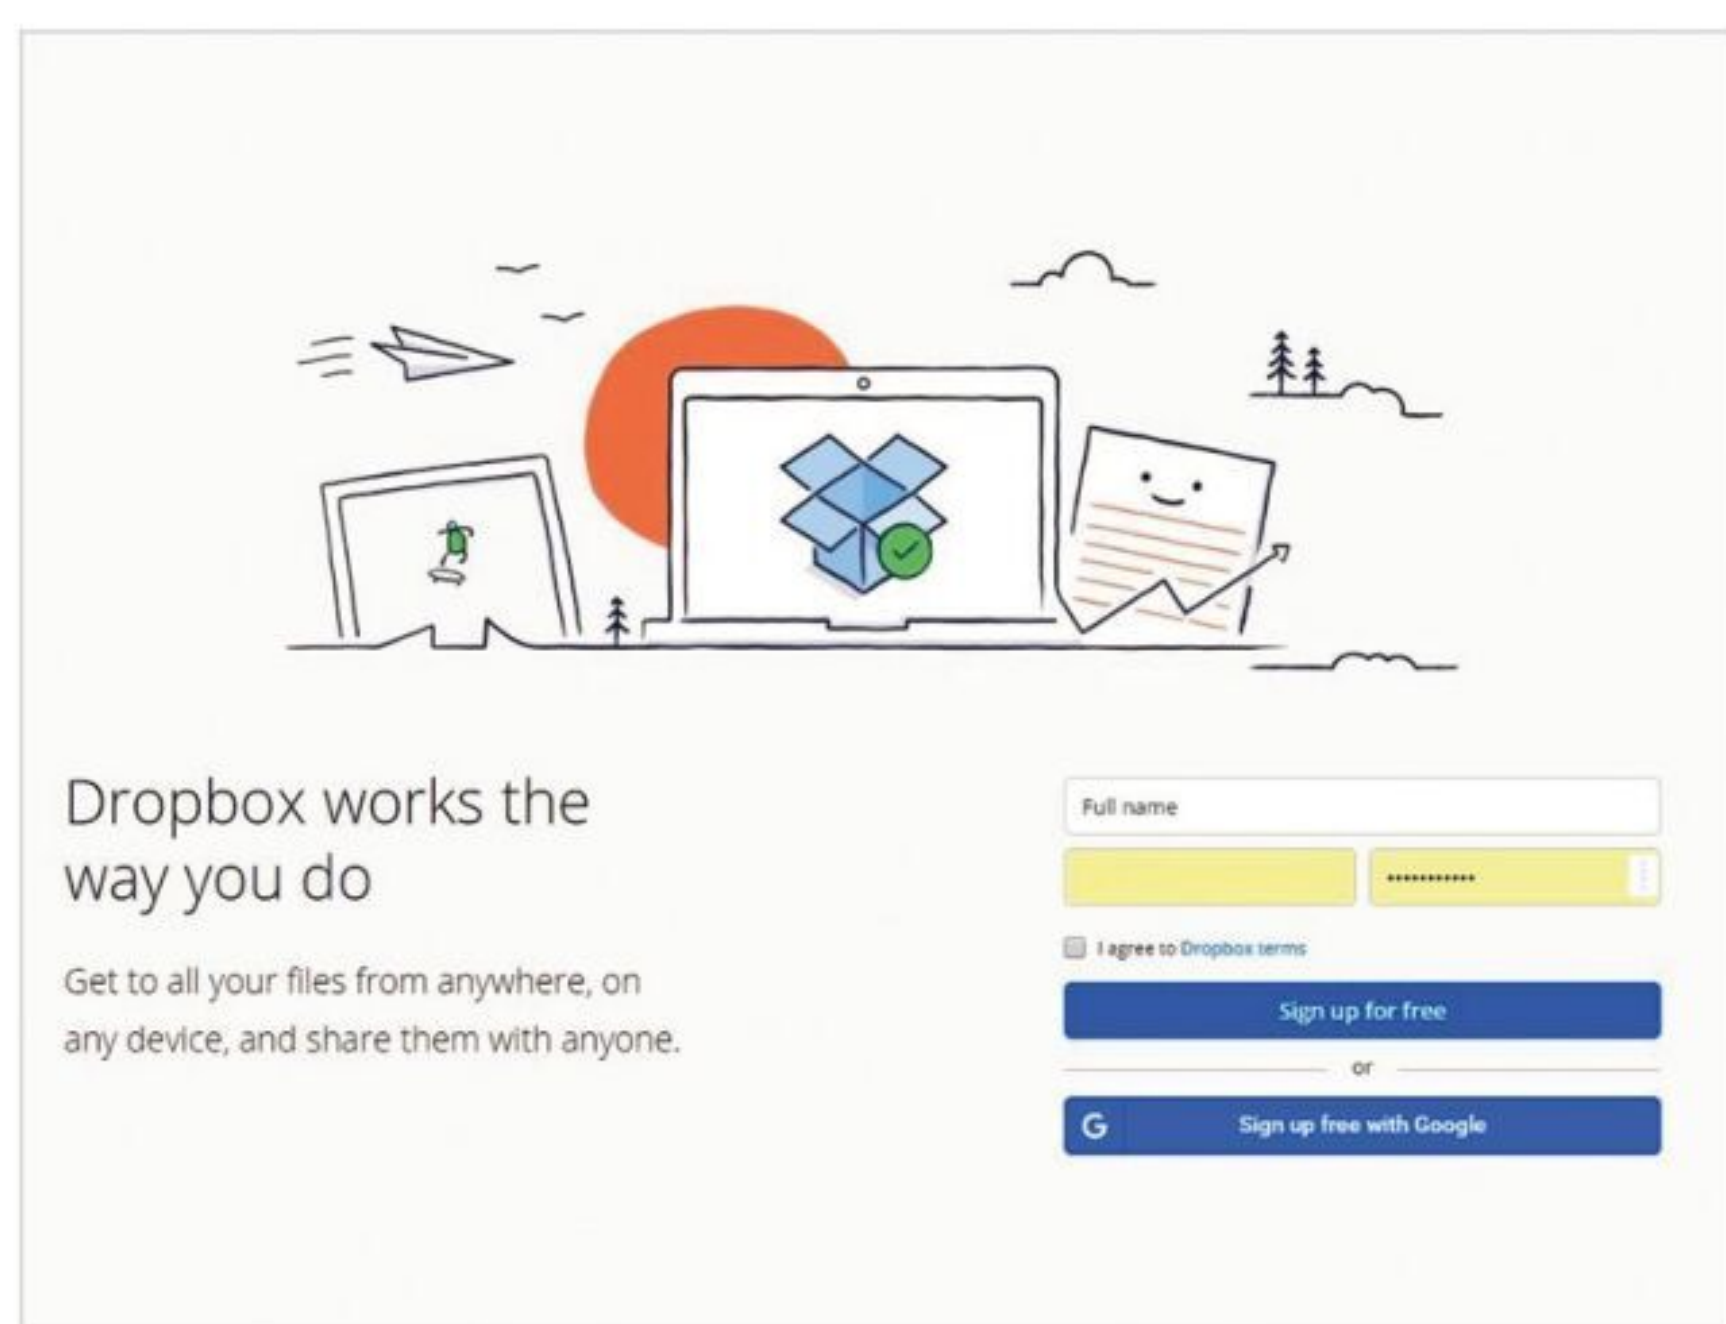 Dropbox works the
way you do
Get to all your files from anywhere, on
any device, and share them with anyone.
Full name
•••••••••••
I agree to Dropbox terms
Sign up for free
or
G Sign up free with Google